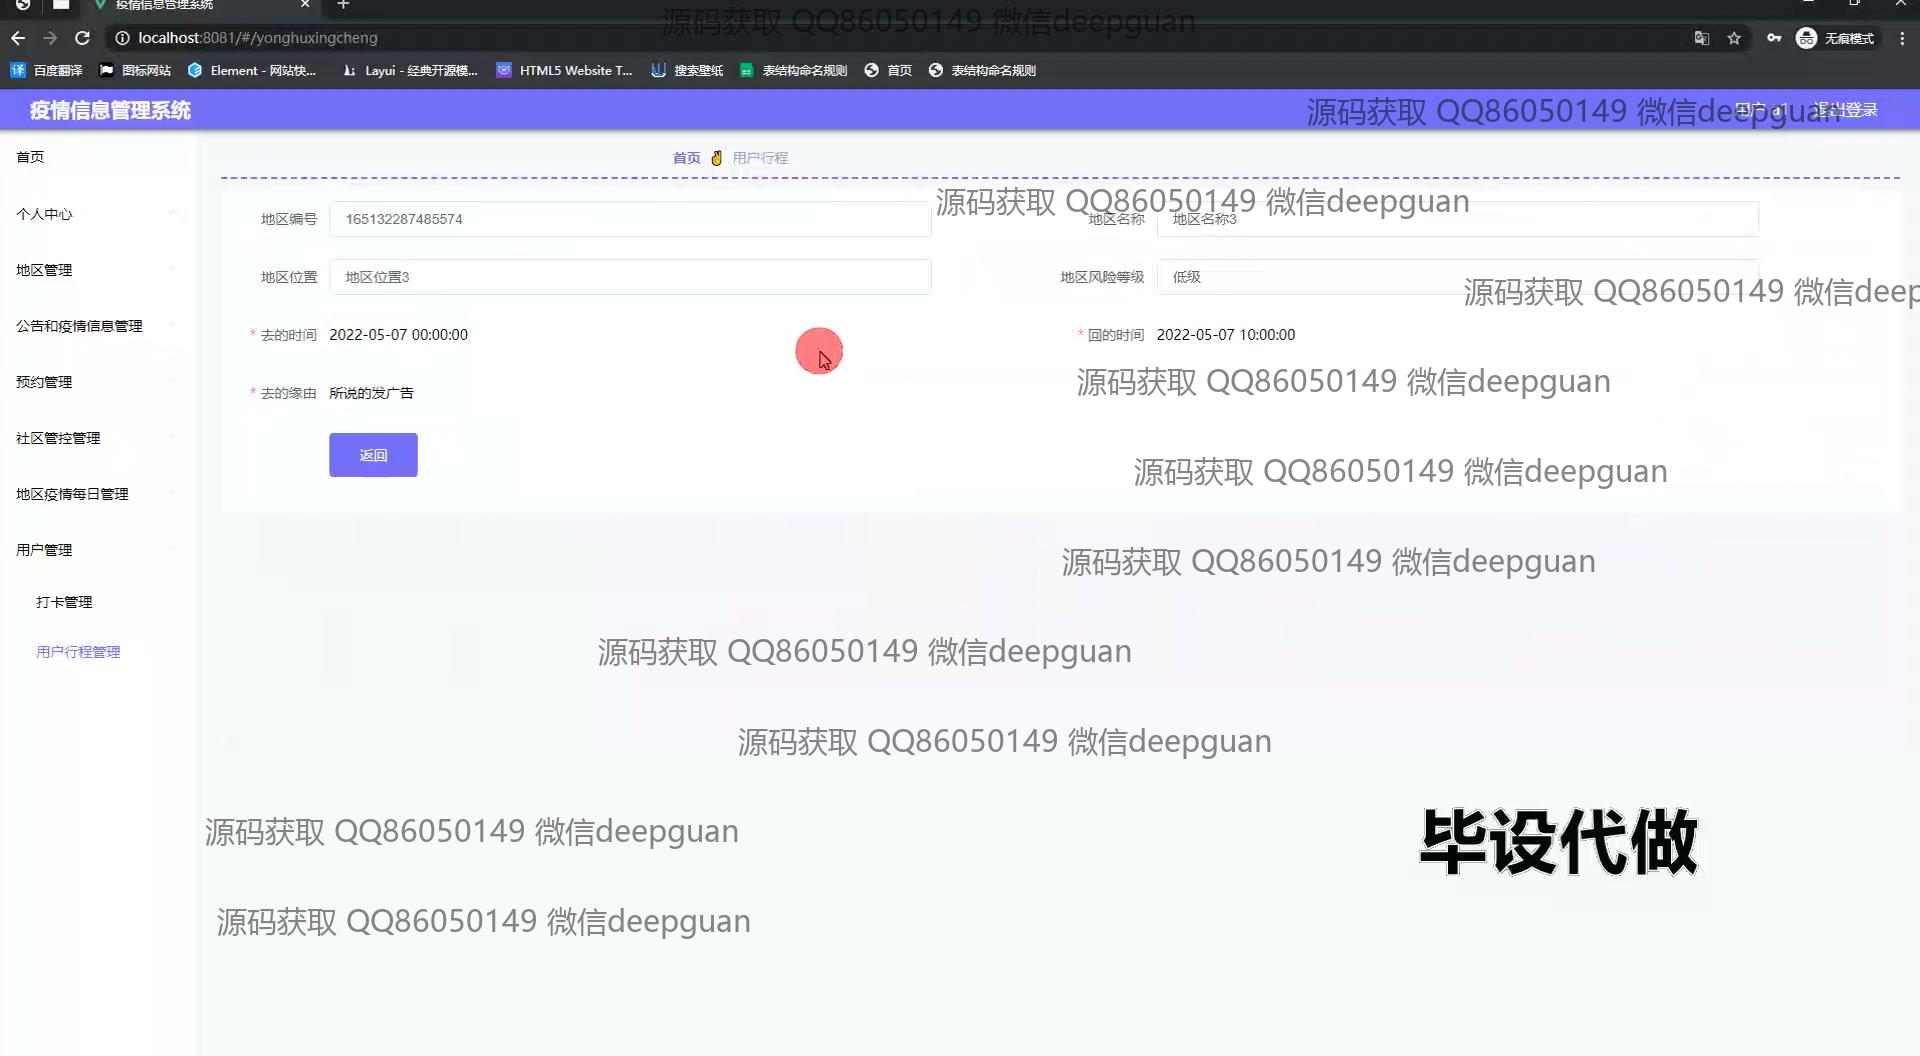 疫情信息管理系统
源码获取 QQ86050149 微信deepguan
localhost:8081/#/yonghuxingcheng
无痕模式
百度翻译 图标网站 Element - 网站快... Layui - 经典开源模... HTML5 Website T... 搜索壁纸 表结构命名规则 首页 表结构命名规则
疫情信息管理系统
源码获取 QQ86050149 微信deepguan
用户 a1 退出登录
首页
首页 用户行程
个人中心
地区管理
公告和疫情信息管理
预约管理
社区管控管理
地区疫情每日管理
用户管理
打卡管理
用户行程管理
源码获取 QQ86050149 微信deepguan
地区编号 165132287485574
地区名称 地区名称3
地区位置 地区位置3
地区风险等级 低级
源码获取 QQ86050149 微信deep
* 去的时间 2022-05-07 00:00:00
* 回的时间 2022-05-07 10:00:00
源码获取 QQ86050149 微信deepguan
* 去的缘由 所说的发广告
返回
源码获取 QQ86050149 微信deepguan
源码获取 QQ86050149 微信deepguan
源码获取 QQ86050149 微信deepguan
源码获取 QQ86050149 微信deepguan
源码获取 QQ86050149 微信deepguan
毕设代做
源码获取 QQ86050149 微信deepguan